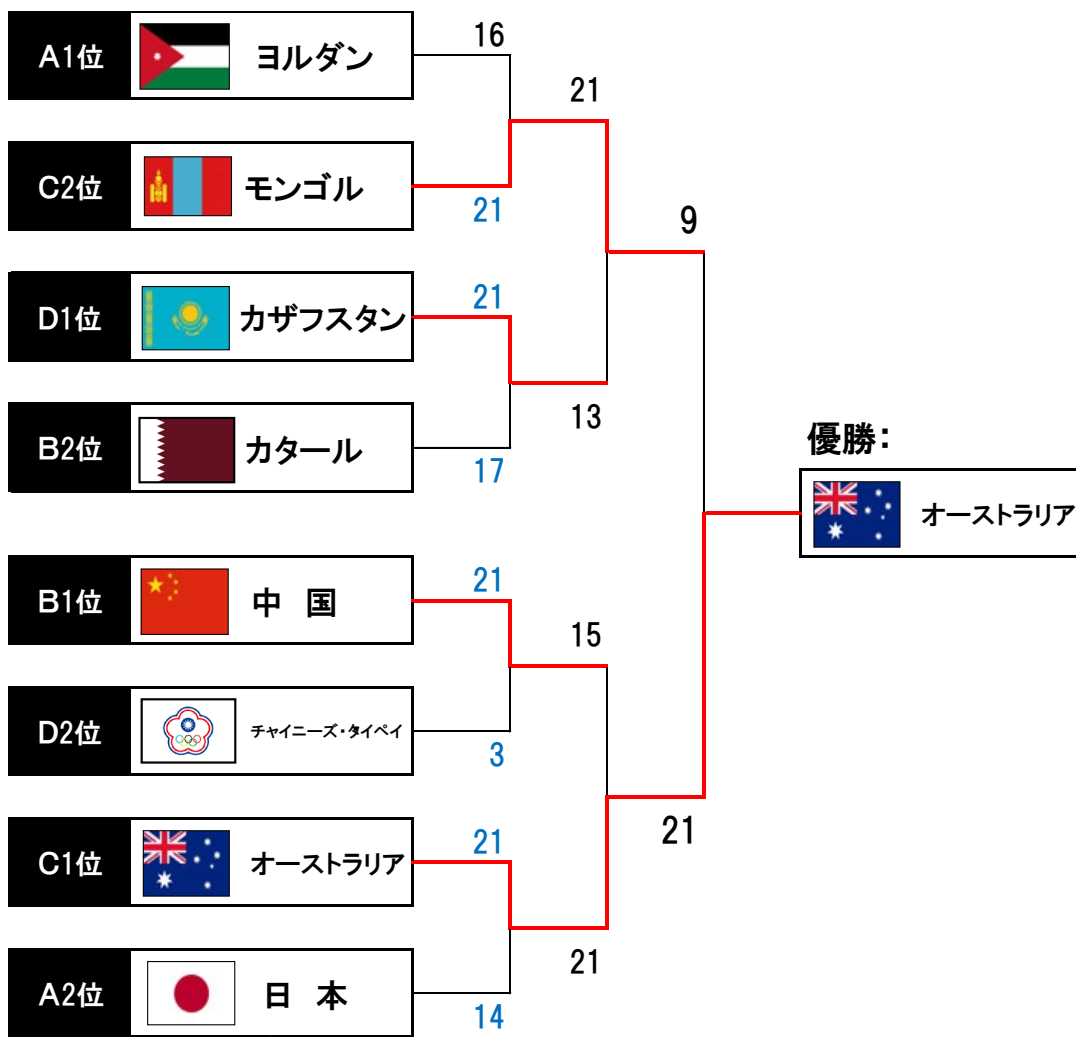 A1位 ヨルダン 16
21
C2位 モンゴル 21
9
D1位 カザフスタン 21
13
B2位 カタール 17
優勝：
オーストラリア
B1位 中 国 21
15
D2位 チャイニーズ・タイペイ 3
21
C1位 オーストラリア 21
21
A2位 日 本 14